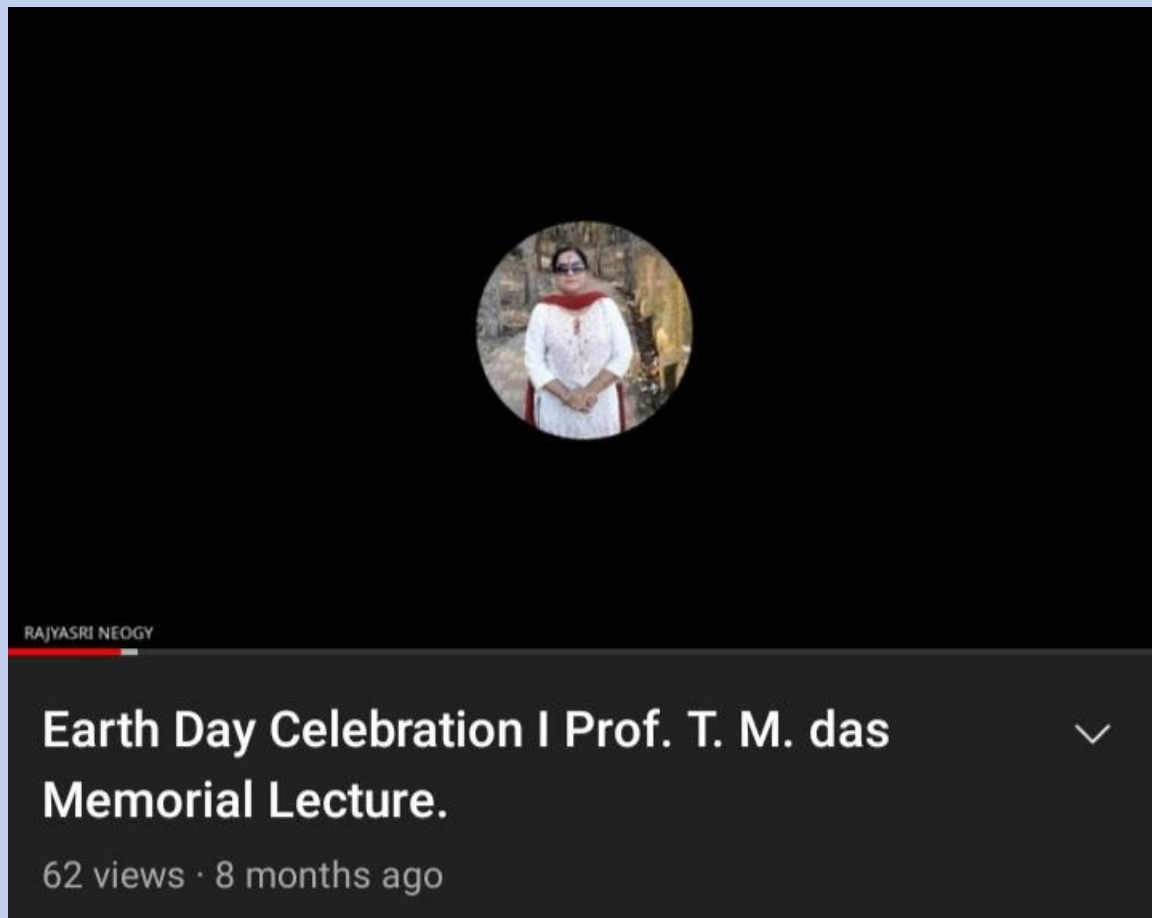 RAJYASRI NEOGY
Earth Day Celebration I Prof. T. M. das
Memorial Lecture.
62 views · 8 months ago